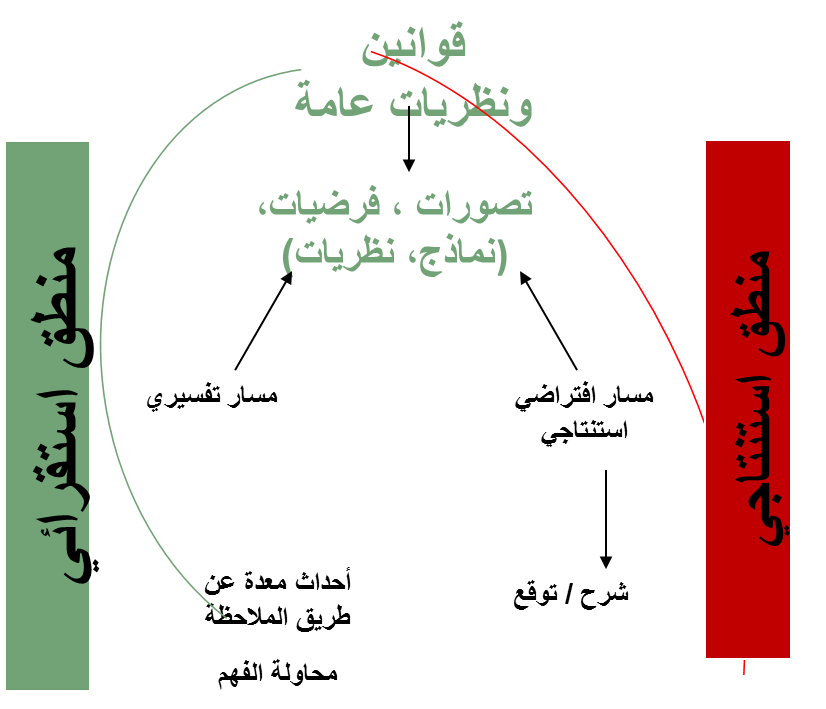 قوانين
ونظريات عامة
تصورات ، فرضيات،
(نماذج، نظريات)
منطق استقرائي
منطق استنتاجي
مسار تفسيري
مسار افتراضي
استنتاجي
أحداث معدة عن
طريق الملاحظة
شرح / توقع
محاولة الفهم